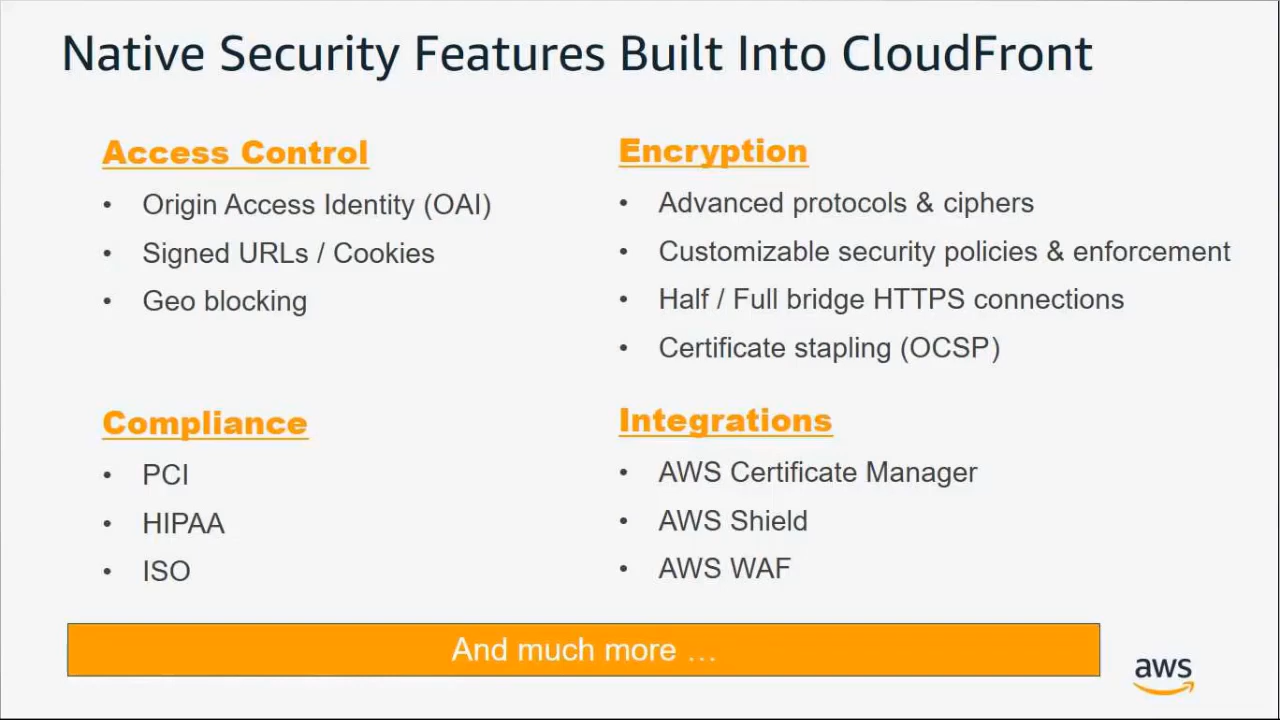 Native Security Features Built Into CloudFront
Access Control
• Origin Access Identity (OAI)
• Signed URLs / Cookies
• Geo blocking
Encryption
• Advanced protocols & ciphers
• Customizable security policies & enforcement
• Half / Full bridge HTTPS connections
• Certificate stapling (OCSP)
Compliance
• PCI
• HIPAA
• ISO
Integrations
• AWS Certificate Manager
• AWS Shield
• AWS WAF
And much more …
aws